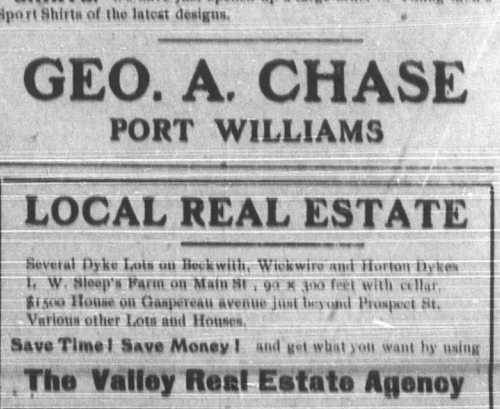 Sport Shirts of the latest designs.
GEO. A. CHASE
PORT WILLIAMS
LOCAL REAL ESTATE
Several Dyke Lots on Beckwith, Wickwire and Horton Dykes
I. W. Sleep's Farm on Main St , 90 x 300 feet with cellar.
$1500 House on Gaspereau avenue just beyond Prospect St.
Various other Lots and Houses.
Save Time! Save Money! and get what you want by using
The Valley Real Estate Agency